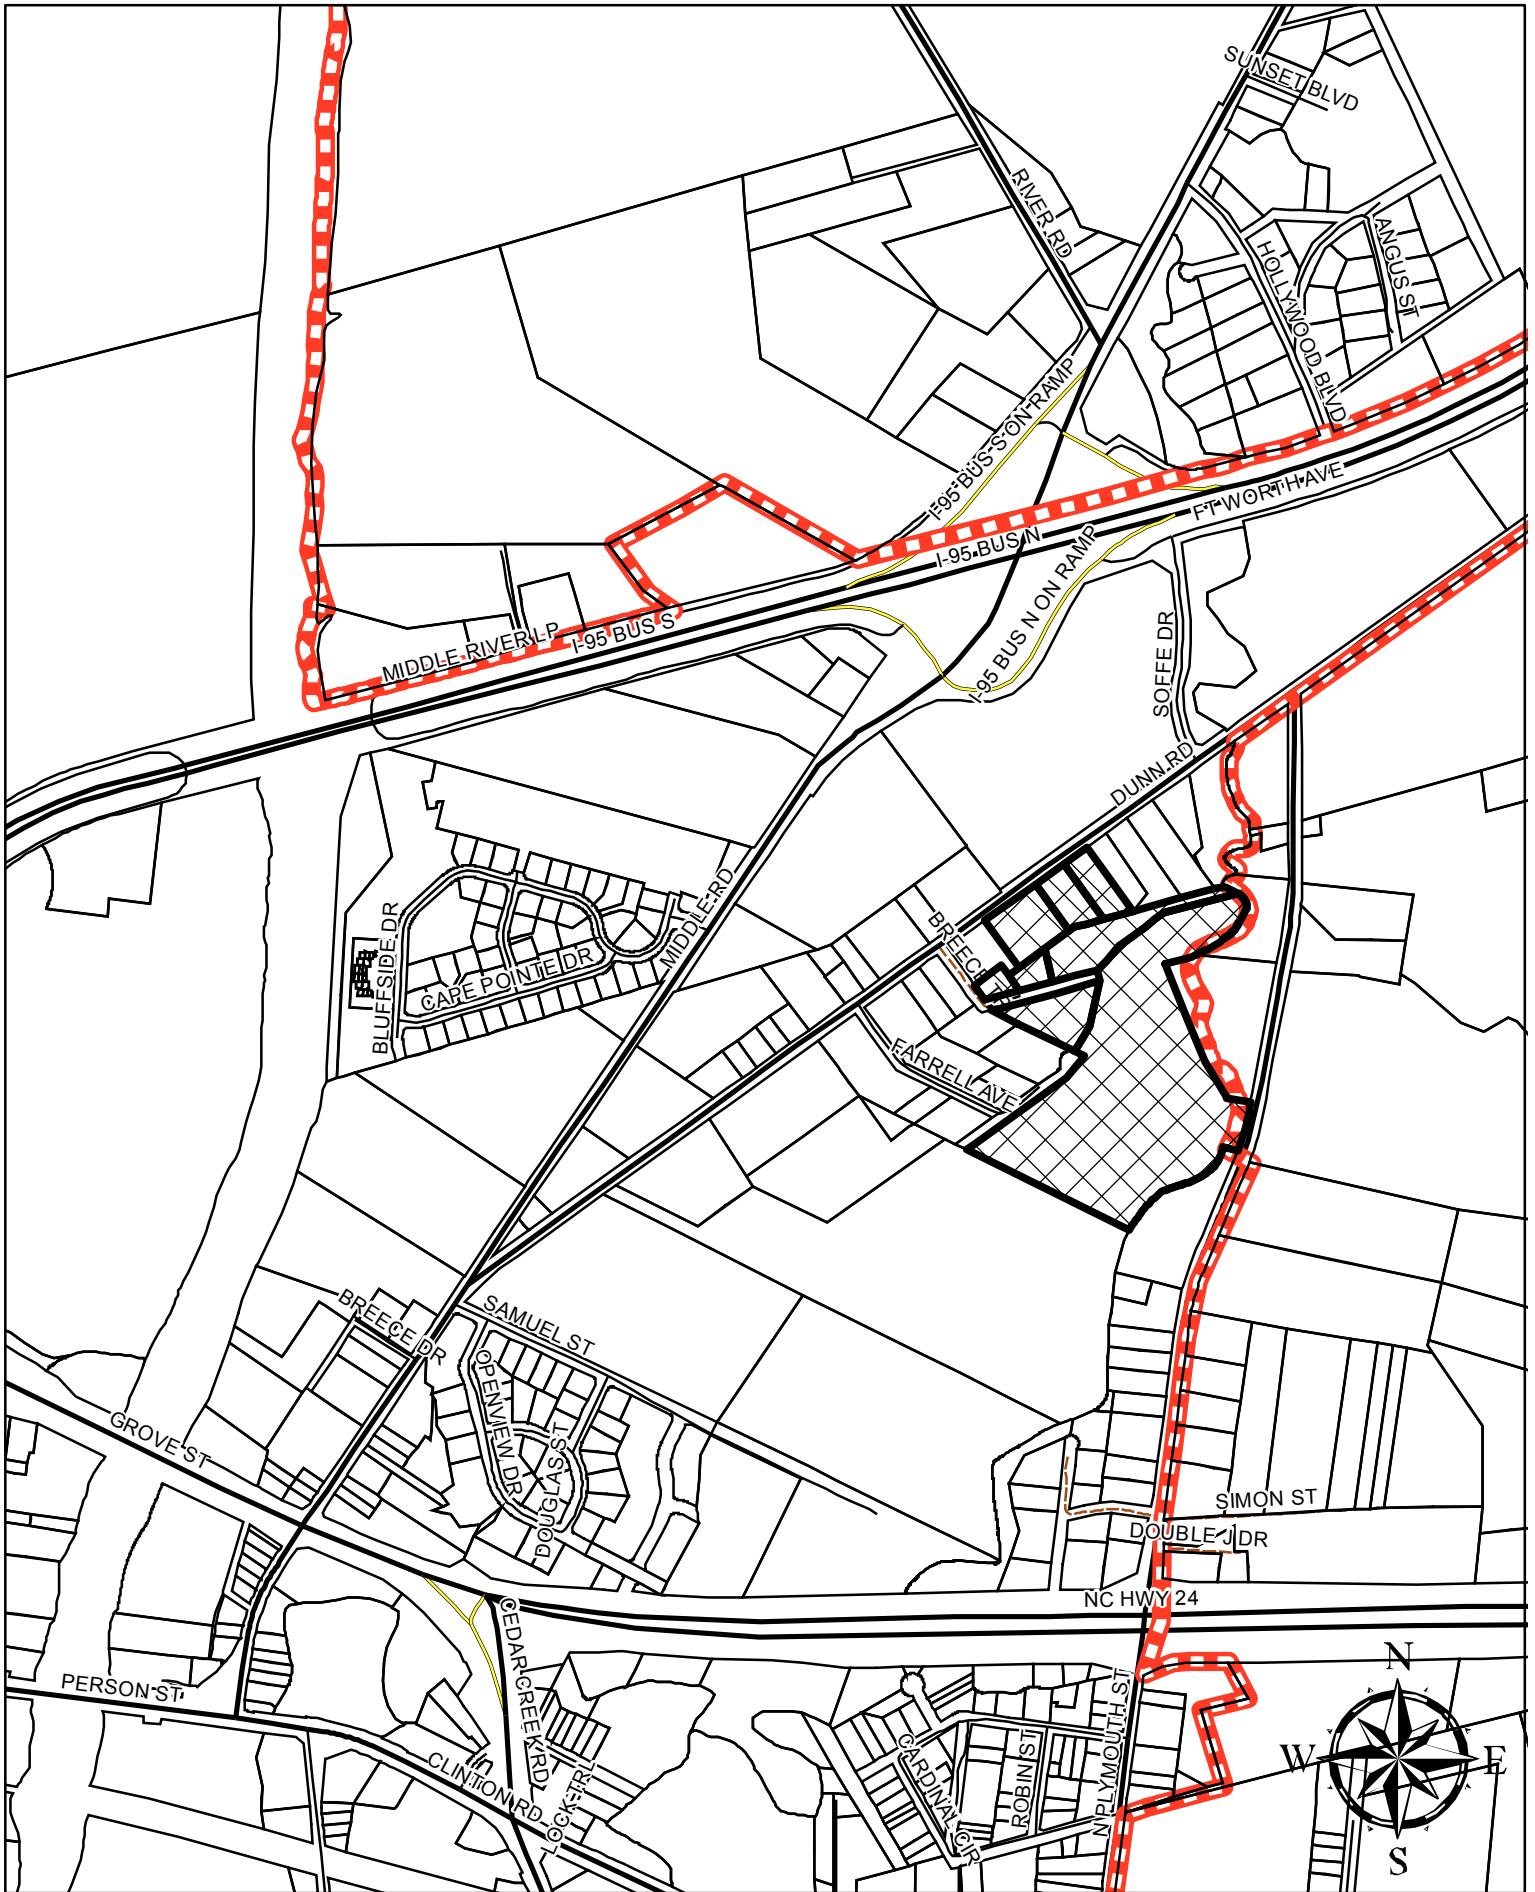 SUNSET BLVD
RIVER RD
ANGUS ST
HOLLYWOOD BLVD
I-95 BUS S ON RAMP
FT WORTH AVE
I-95 BUS N
I-95 BUS N ON RAMP
MIDDLE RIVER LP
I-95 BUS S
SOFFE DR
DUNN RD
MIDDLE RD
BLUFFSIDE DR
CAPE POINTE DR
FARRELL AVE
BREECE DR
SAMUEL ST
OPENVIEW DR
DOUGLAS ST
GROVE ST
SIMON ST
DOUBLE J DR
NC HWY 24
CEDAR CREEK RD
PERSON ST
CLINTON RD
LOCK TRL
CARDINAL CIR
ROBIN ST
N PLYMOUTH ST
N
W
E
S